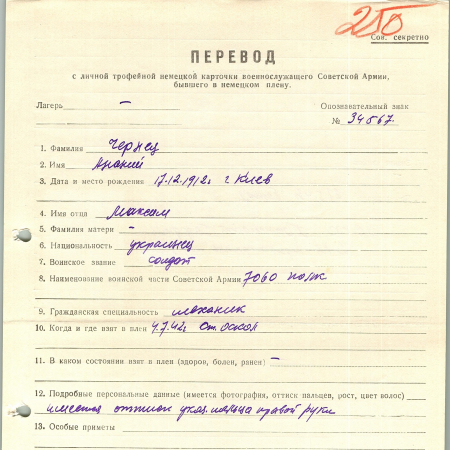 250
Сов. секретно
ПЕРЕВОД
с личной трофейной немецкой карточки военнослужащего Советской Армии,
бывшего в немецком плену.
Лагерь –
Опознавательный знак
№ 34567.
1. Фамилия Чернец
2. Имя Ананий
3. Дата и место рождения 17.12.1912г г. Киев
4. Имя отца Максим
5. Фамилия матери –
6. Национальность украинец
7. Воинское звание солдат
8. Наименование воинской части Советской Армии 7060 полк
9. Гражданская специальность механик
10. Когда и где взят в плен 4.7.42г Ст. Оскол
11. В каком состоянии взят в плен (здоров, болен, ранен) –
12. Подробные персональные данные (имеется фотография, оттиск пальцев, рост, цвет волос)
имеется оттиск указ. пальца правой руки
13. Особые приметы